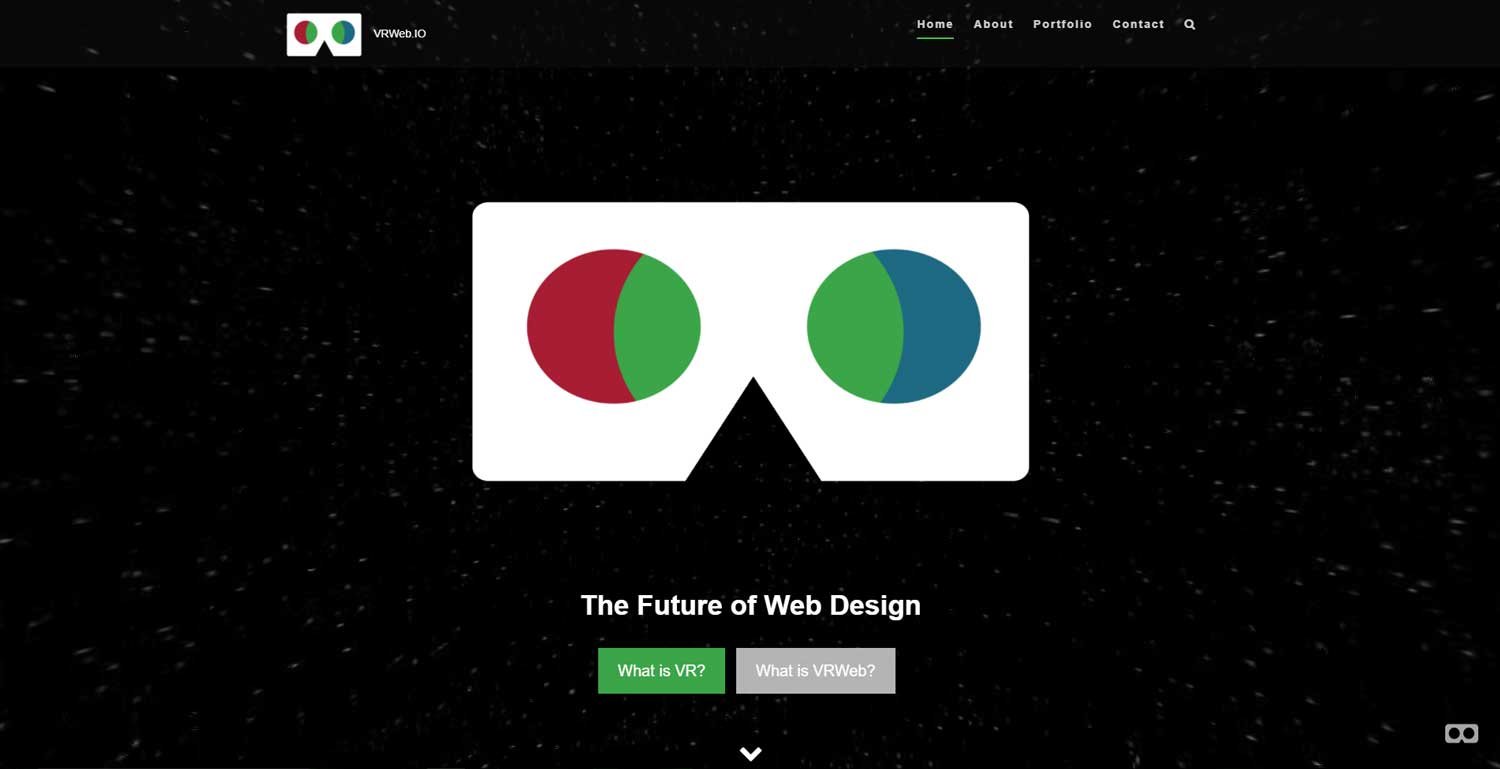 VRWeb.IO
Home About Portfolio Contact
The Future of Web Design
What is VR? What is VRWeb?